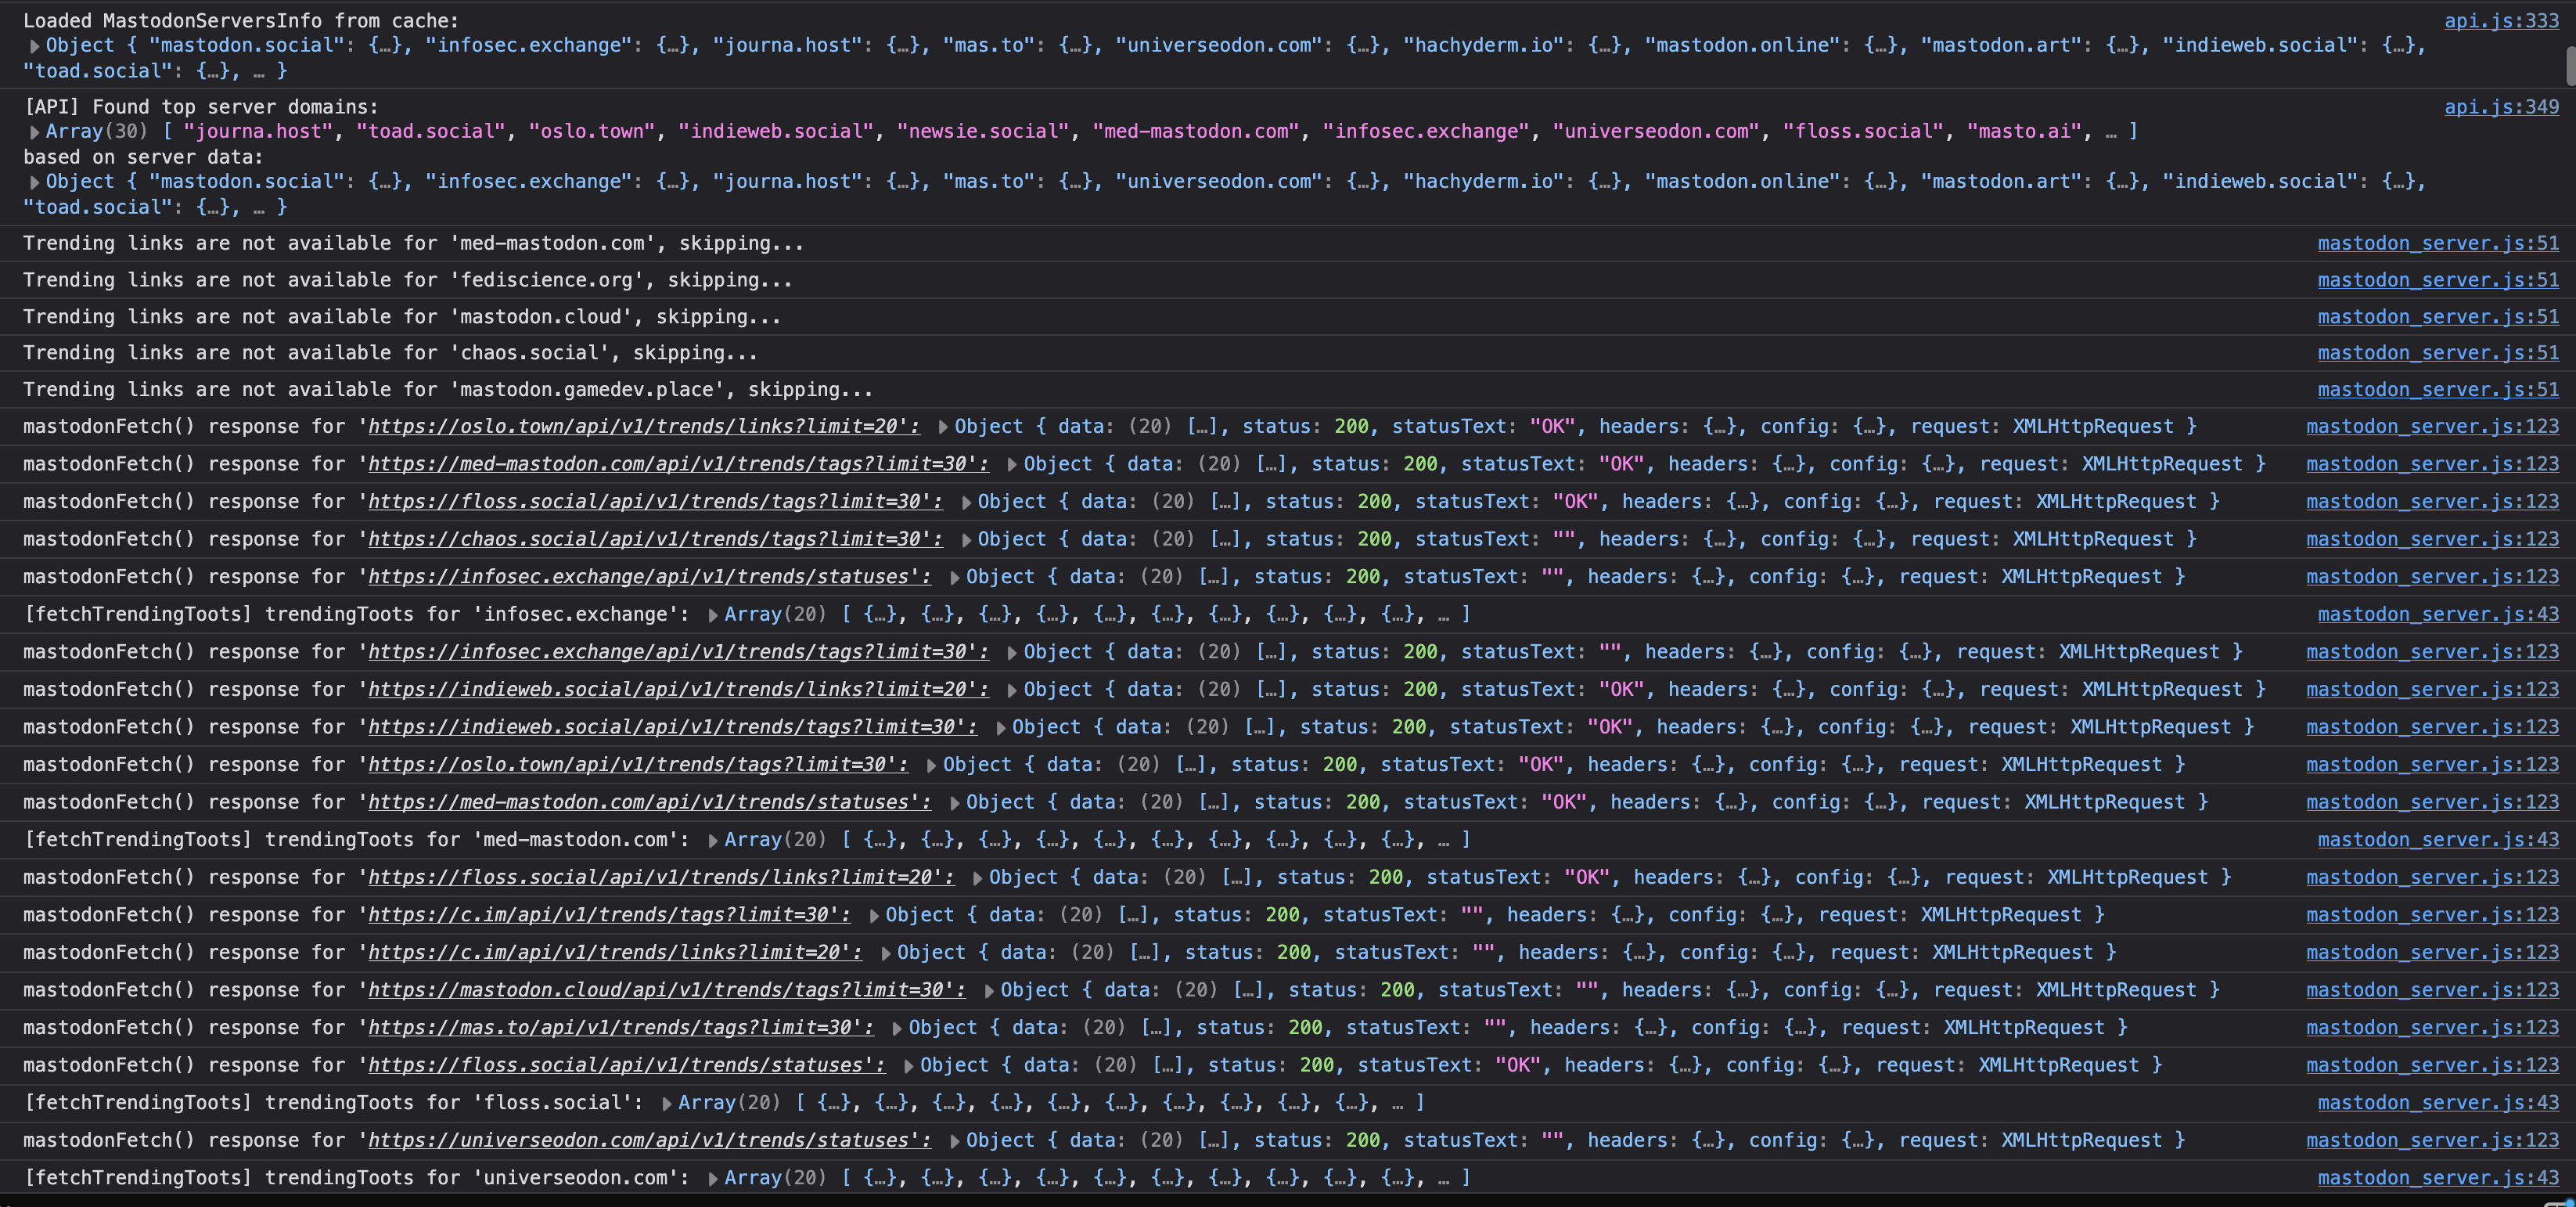 Loaded MastodonServersInfo from cache: api.js:333
Object { "mastodon.social": {…}, "infosec.exchange": {…}, "journa.host": {…}, "mas.to": {…}, "universeodon.com": {…}, "hachyderm.io": {…}, "mastodon.online": {…}, "mastodon.art": {…}, "indieweb.social": {…},
"toad.social": {…}, … }
[API] Found top server domains: api.js:349
Array(30) [ "journa.host", "toad.social", "oslo.town", "indieweb.social", "newsie.social", "med-mastodon.com", "infosec.exchange", "universeodon.com", "floss.social", "masto.ai", … ]
based on server data:
Object { "mastodon.social": {…}, "infosec.exchange": {…}, "journa.host": {…}, "mas.to": {…}, "universeodon.com": {…}, "hachyderm.io": {…}, "mastodon.online": {…}, "mastodon.art": {…}, "indieweb.social": {…},
"toad.social": {…}, … }
Trending links are not available for 'med-mastodon.com', skipping... mastodon_server.js:51
Trending links are not available for 'fediscience.org', skipping... mastodon_server.js:51
Trending links are not available for 'mastodon.cloud', skipping... mastodon_server.js:51
Trending links are not available for 'chaos.social', skipping... mastodon_server.js:51
Trending links are not available for 'mastodon.gamedev.place', skipping... mastodon_server.js:51
mastodonFetch() response for 'https://oslo.town/api/v1/trends/links?limit=20': Object { data: (20) […], status: 200, statusText: "OK", headers: {…}, config: {…}, request: XMLHttpRequest } mastodon_server.js:123
mastodonFetch() response for 'https://med-mastodon.com/api/v1/trends/tags?limit=30': Object { data: (20) […], status: 200, statusText: "OK", headers: {…}, config: {…}, request: XMLHttpRequest } mastodon_server.js:123
mastodonFetch() response for 'https://floss.social/api/v1/trends/tags?limit=30': Object { data: (20) […], status: 200, statusText: "OK", headers: {…}, config: {…}, request: XMLHttpRequest } mastodon_server.js:123
mastodonFetch() response for 'https://chaos.social/api/v1/trends/tags?limit=30': Object { data: (20) […], status: 200, statusText: "", headers: {…}, config: {…}, request: XMLHttpRequest } mastodon_server.js:123
mastodonFetch() response for 'https://infosec.exchange/api/v1/trends/statuses': Object { data: (20) […], status: 200, statusText: "", headers: {…}, config: {…}, request: XMLHttpRequest } mastodon_server.js:123
[fetchTrendingToots] trendingToots for 'infosec.exchange': Array(20) [ {…}, {…}, {…}, {…}, {…}, {…}, {…}, {…}, {…}, {…}, … ] mastodon_server.js:43
mastodonFetch() response for 'https://infosec.exchange/api/v1/trends/tags?limit=30': Object { data: (20) […], status: 200, statusText: "", headers: {…}, config: {…}, request: XMLHttpRequest } mastodon_server.js:123
mastodonFetch() response for 'https://indieweb.social/api/v1/trends/links?limit=20': Object { data: (20) […], status: 200, statusText: "OK", headers: {…}, config: {…}, request: XMLHttpRequest } mastodon_server.js:123
mastodonFetch() response for 'https://indieweb.social/api/v1/trends/tags?limit=30': Object { data: (20) […], status: 200, statusText: "OK", headers: {…}, config: {…}, request: XMLHttpRequest } mastodon_server.js:123
mastodonFetch() response for 'https://oslo.town/api/v1/trends/tags?limit=30': Object { data: (20) […], status: 200, statusText: "OK", headers: {…}, config: {…}, request: XMLHttpRequest } mastodon_server.js:123
mastodonFetch() response for 'https://med-mastodon.com/api/v1/trends/statuses': Object { data: (20) […], status: 200, statusText: "OK", headers: {…}, config: {…}, request: XMLHttpRequest } mastodon_server.js:123
[fetchTrendingToots] trendingToots for 'med-mastodon.com': Array(20) [ {…}, {…}, {…}, {…}, {…}, {…}, {…}, {…}, {…}, {…}, … ] mastodon_server.js:43
mastodonFetch() response for 'https://floss.social/api/v1/trends/links?limit=20': Object { data: (20) […], status: 200, statusText: "OK", headers: {…}, config: {…}, request: XMLHttpRequest } mastodon_server.js:123
mastodonFetch() response for 'https://c.im/api/v1/trends/tags?limit=30': Object { data: (20) […], status: 200, statusText: "", headers: {…}, config: {…}, request: XMLHttpRequest } mastodon_server.js:123
mastodonFetch() response for 'https://c.im/api/v1/trends/links?limit=20': Object { data: (20) […], status: 200, statusText: "", headers: {…}, config: {…}, request: XMLHttpRequest } mastodon_server.js:123
mastodonFetch() response for 'https://mastodon.cloud/api/v1/trends/tags?limit=30': Object { data: (20) […], status: 200, statusText: "", headers: {…}, config: {…}, request: XMLHttpRequest } mastodon_server.js:123
mastodonFetch() response for 'https://mas.to/api/v1/trends/tags?limit=30': Object { data: (20) […], status: 200, statusText: "", headers: {…}, config: {…}, request: XMLHttpRequest } mastodon_server.js:123
mastodonFetch() response for 'https://floss.social/api/v1/trends/statuses': Object { data: (20) […], status: 200, statusText: "OK", headers: {…}, config: {…}, request: XMLHttpRequest } mastodon_server.js:123
[fetchTrendingToots] trendingToots for 'floss.social': Array(20) [ {…}, {…}, {…}, {…}, {…}, {…}, {…}, {…}, {…}, {…}, … ] mastodon_server.js:43
mastodonFetch() response for 'https://universeodon.com/api/v1/trends/statuses': Object { data: (20) […], status: 200, statusText: "", headers: {…}, config: {…}, request: XMLHttpRequest } mastodon_server.js:123
[fetchTrendingToots] trendingToots for 'universeodon.com': Array(20) [ {…}, {…}, {…}, {…}, {…}, {…}, {…}, {…}, {…}, {…}, … ] mastodon_server.js:43